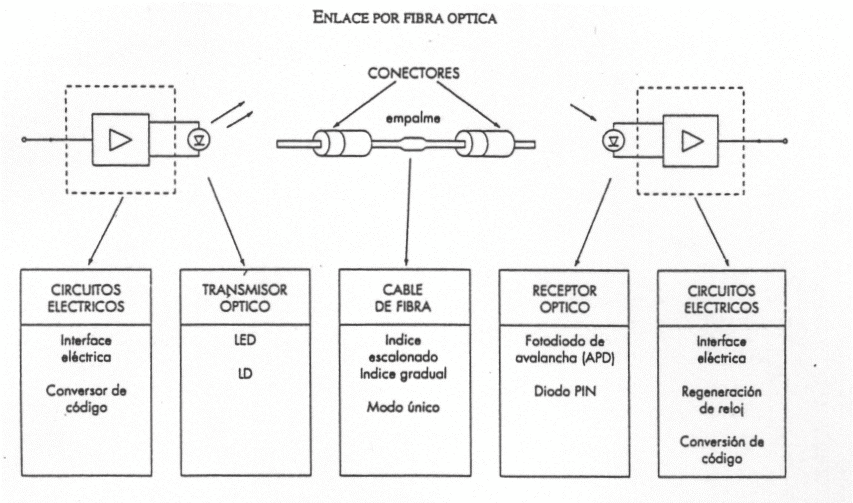 ENLACE POR FIBRA OPTICA
CONECTORES
empalme
CIRCUITOS
ELECTRICOS
Interface
eléctrica
Conversor de
código
TRANSMISOR
OPTICO
LED
LD
CABLE
DE FIBRA
Indice
escalonado
Indice gradual
Modo único
RECEPTOR
OPTICO
Fotodiodo de
avalancha (APD)
Diodo PIN
CIRCUITOS
ELECTRICOS
Interface
eléctrica
Regeneración
de reloj
Conversión de
código